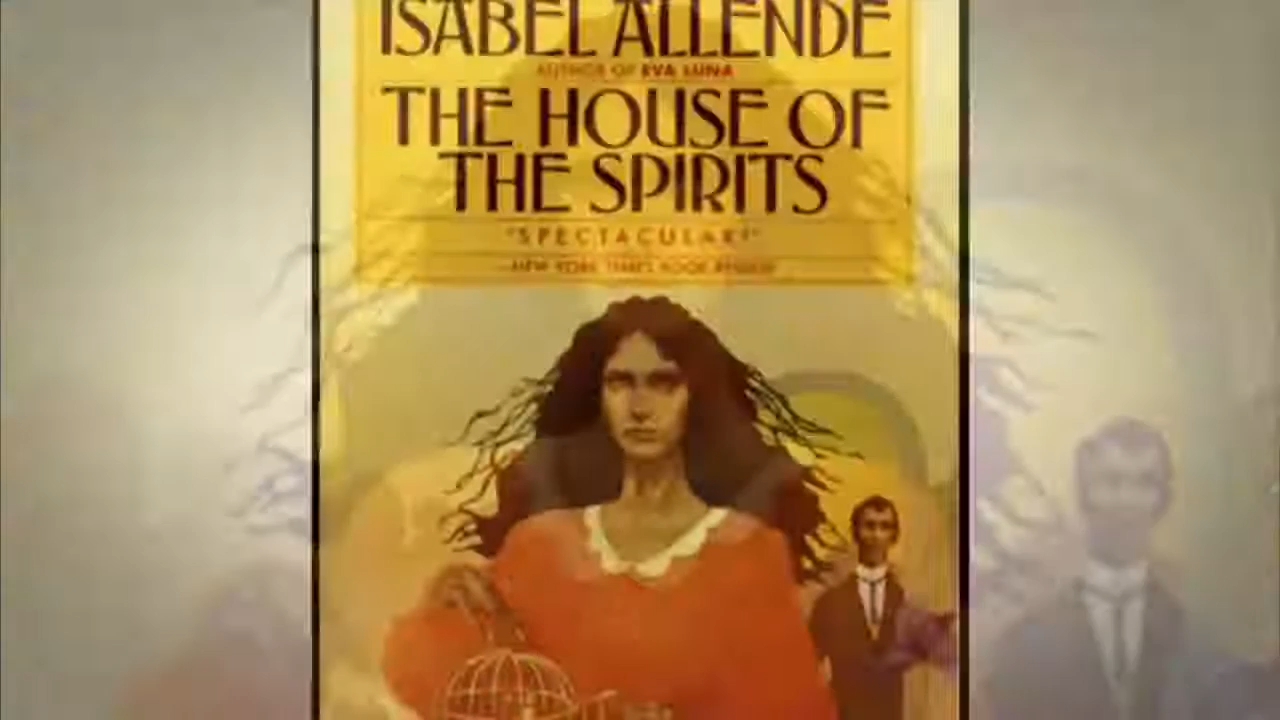 ISABEL ALLENDE
AUTHOR OF EVA LUNA
THE HOUSE OF
THE SPIRITS
"SPECTACULAR!"
—NEW YORK TIMES BOOK REVIEW